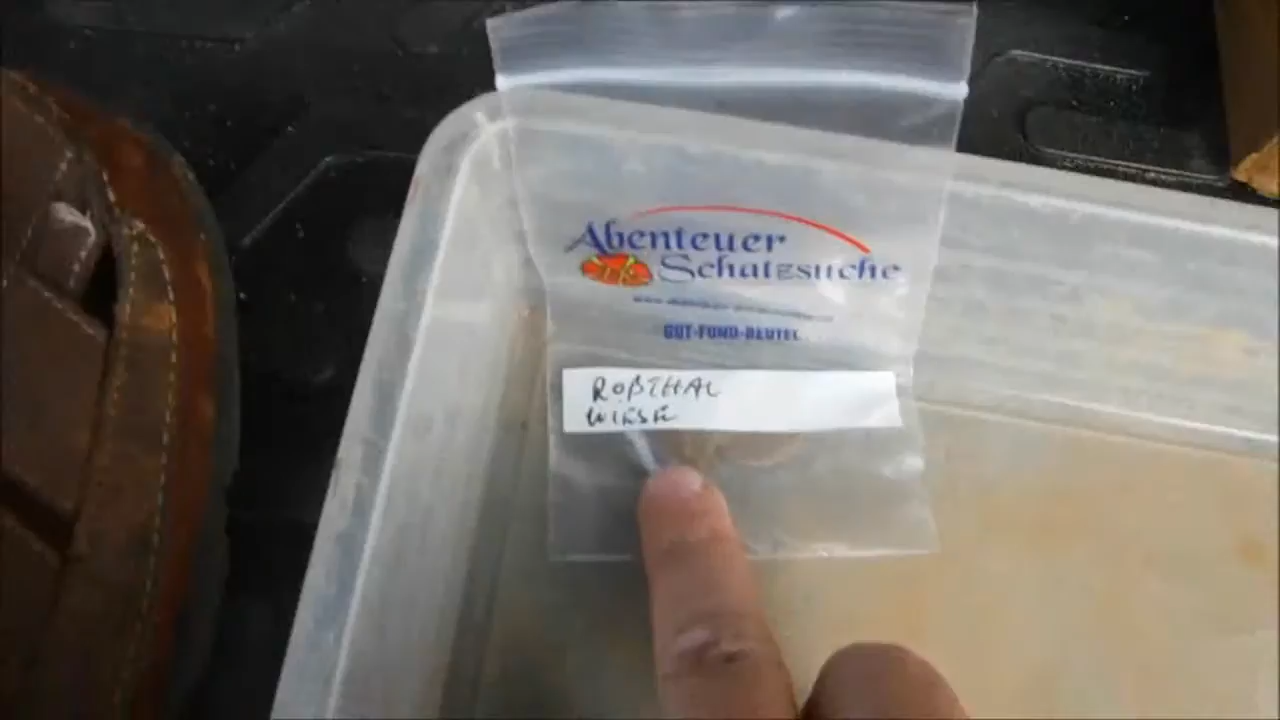 Abenteuer
Schatzsuche
GUT-FUND-BEUTEL
ROßTHAL
WIESE